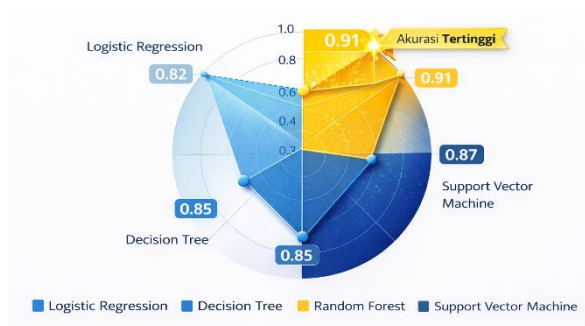 1.0
0.91
Akurasi Tertinggi
Logistic Regression
0.8
0.82
0.6
0.91
0.4
0.87
Support Vector
Machine
0.85
Decision Tree
0.85
Logistic Regression
Decision Tree
Random Forest
Support Vector Machine